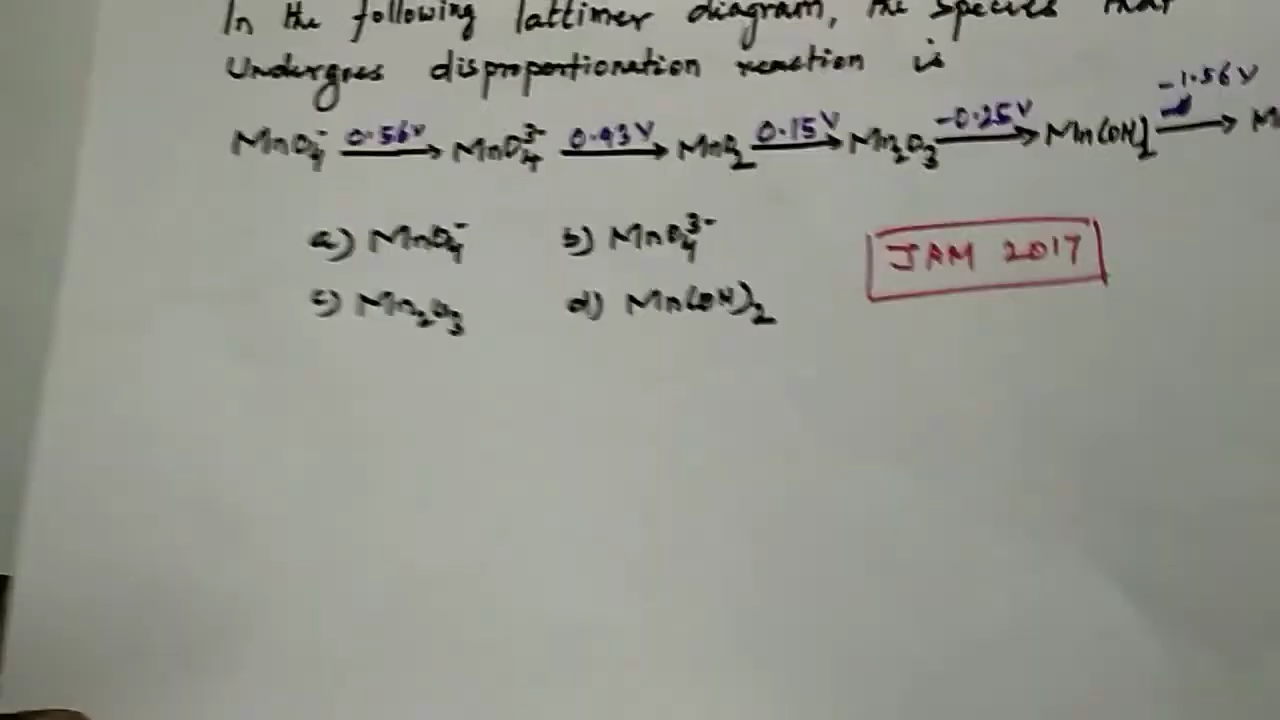 In the following lattimer diagram, the species that
Undergoes disproportionation reaction is
MnO₄⁻ 0.56V→ MnO₄³⁻ 0.93V→ MnO₂ 0.15V→ Mn₂O₃ -0.25V→ Mn(OH)₂ -1.56V→ M
a) MnO₄⁻ b) MnO₄³⁻
c) Mn₂O₃ d) Mn(OH)₂
JAM 2017